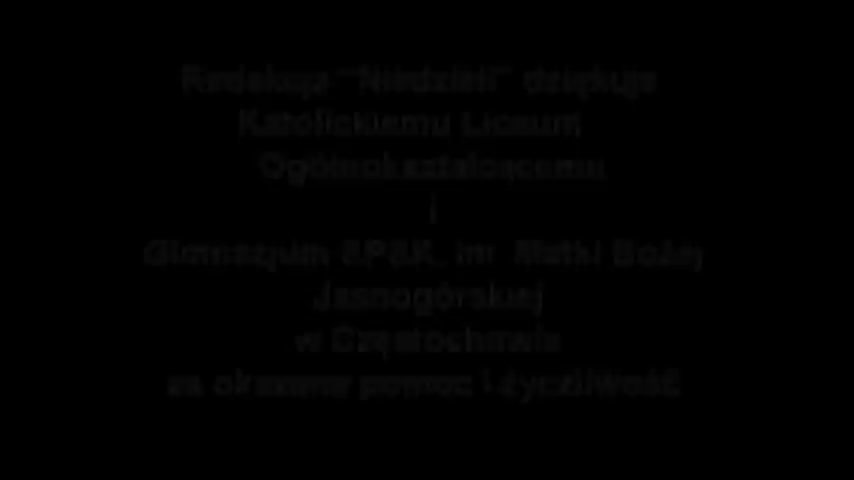 Redakcja "Niedzieli" dziękuje
Katolickiemu Liceum
Ogólnokształcącemu
i
Gimnazjum SPSK. im. Matki Bożej
Jasnogórskiej
w Częstochowie
za okazaną pomoc i życzliwość